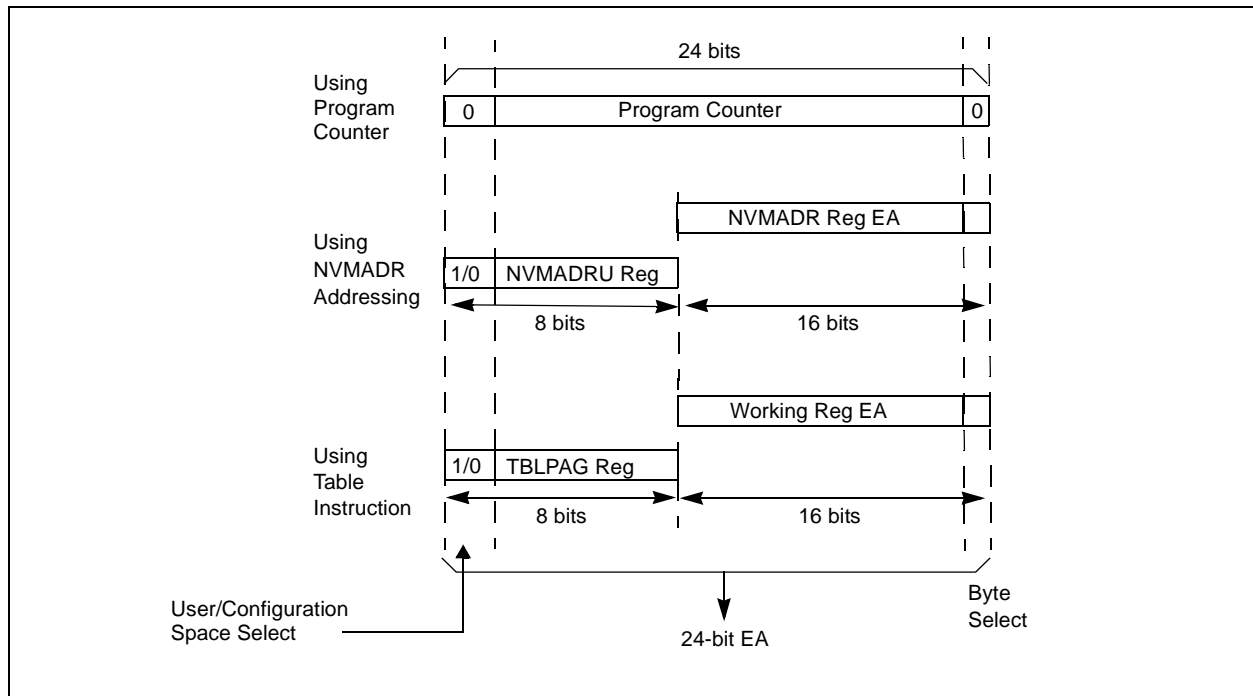 24 bits
Using
Program
Counter
0
Program Counter
0
NVMADR Reg EA
Using
NVMADR
Addressing
1/0
NVMADRU Reg
8 bits
16 bits
Working Reg EA
Using
Table
Instruction
1/0
TBLPAG Reg
8 bits
16 bits
User/Configuration
Space Select
24-bit EA
Byte
Select